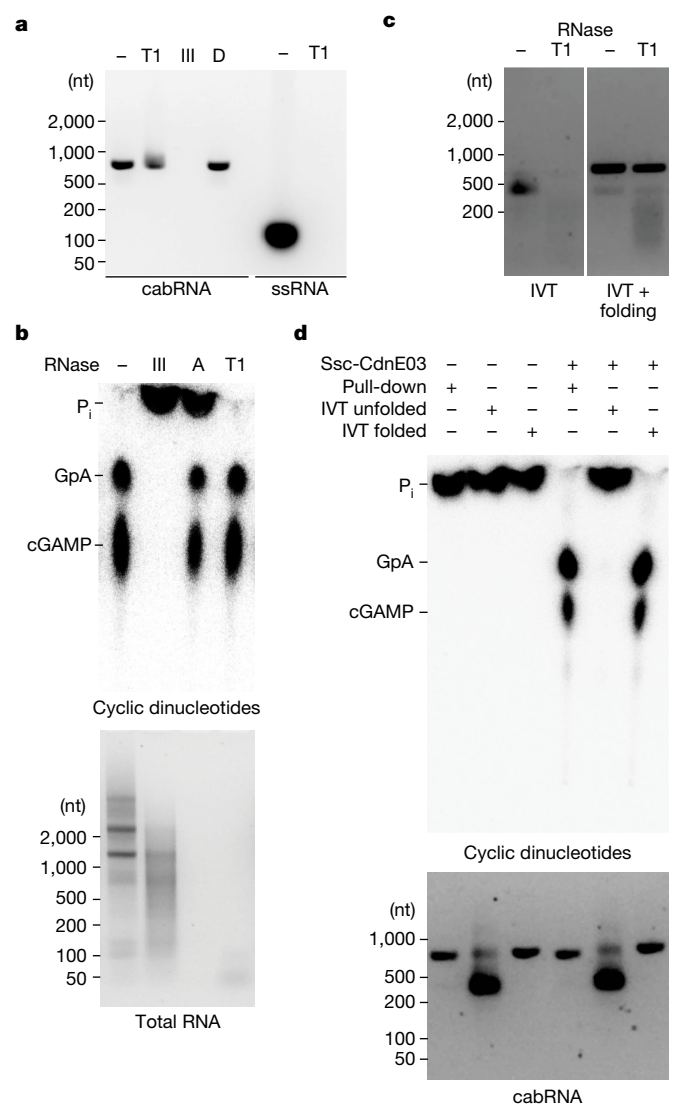 a
– T1 III D – T1
(nt)
2,000
1,000
500
200
100
50
cabRNA ssRNA
c
RNase
– T1 – T1
(nt)
2,000
1,000
500
200
IVT IVT +
folding
b
RNase – III A T1
Pi
GpA
cGAMP
Cyclic dinucleotides
(nt)
2,000
1,000
500
200
100
50
Total RNA
d
Ssc-CdnE03 – – – + + +
Pull-down + – – + – –
IVT unfolded – + – – + –
IVT folded – – + – – +
Pi
GpA
cGAMP
Cyclic dinucleotides
(nt)
1,000
500
200
100
50
cabRNA